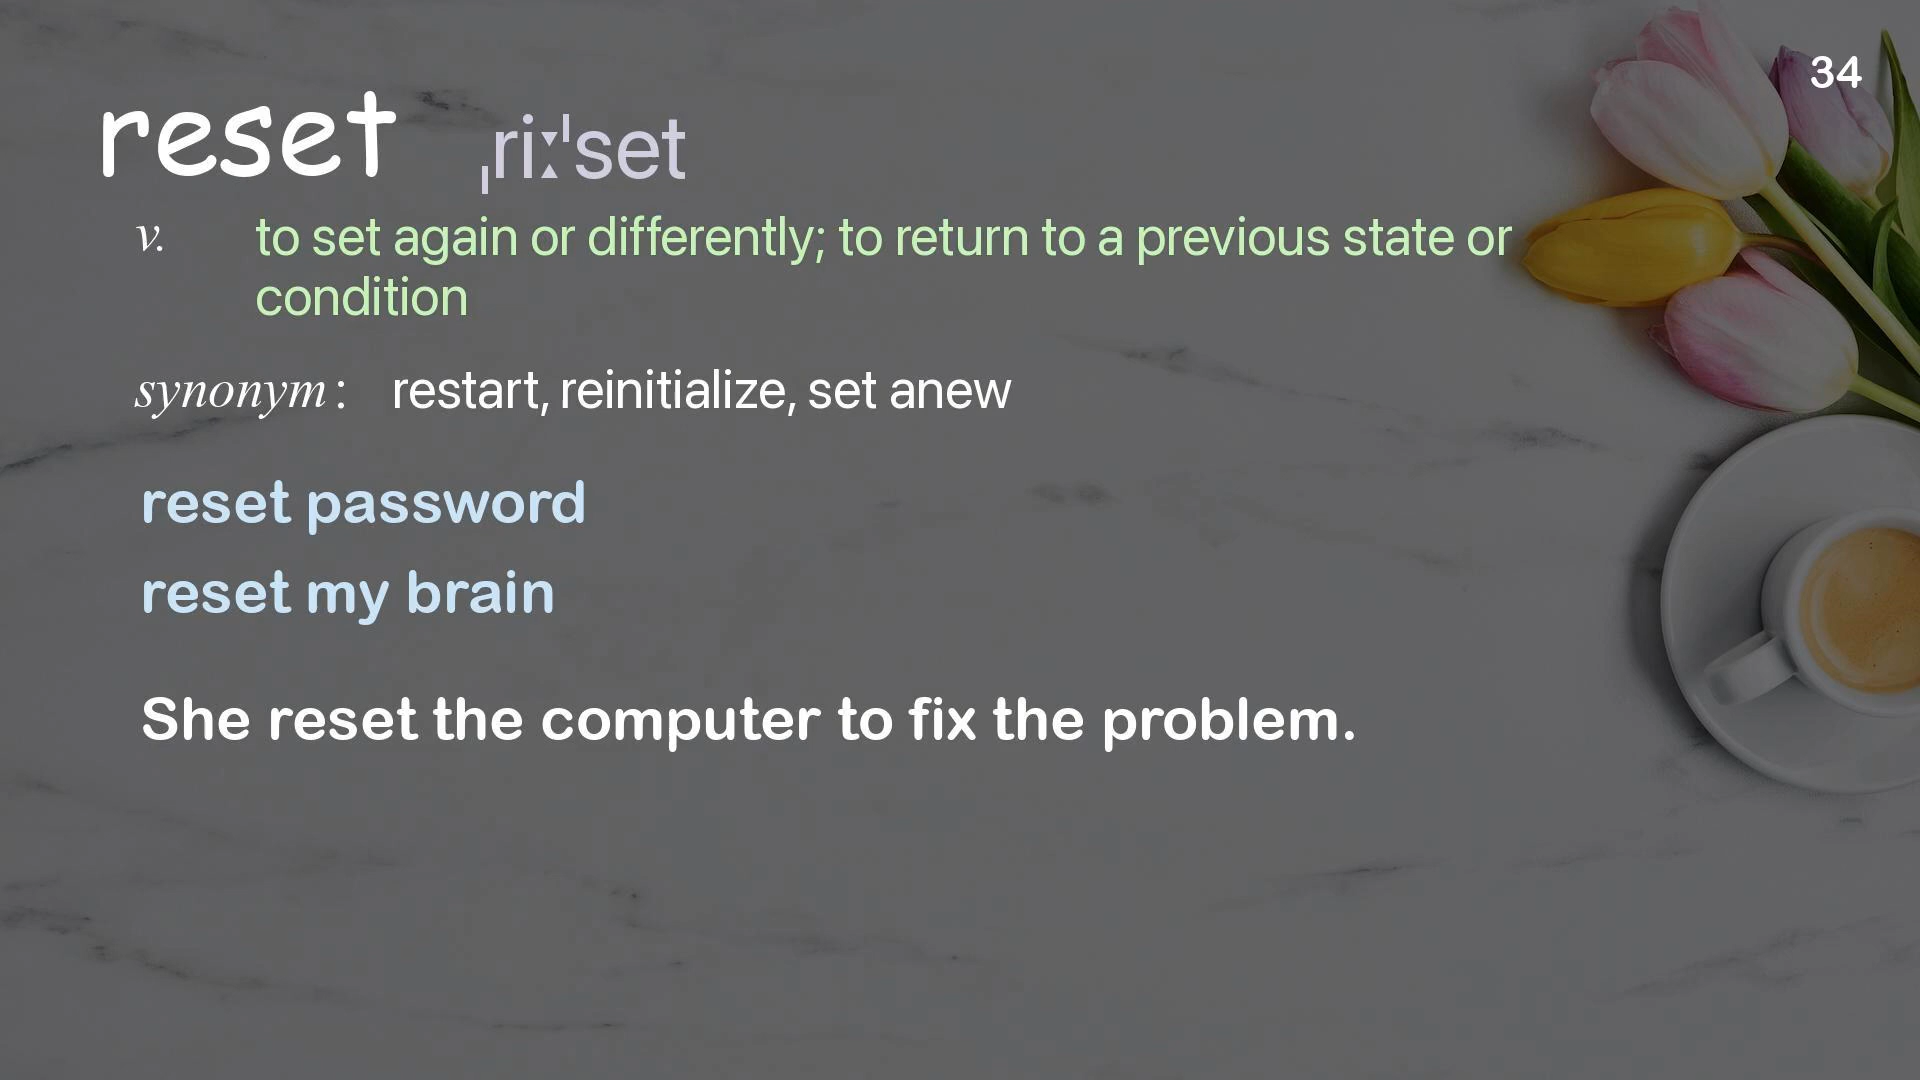 34
reset ˌriːˈset
v. to set again or differently; to return to a previous state or
condition
synonym: restart, reinitialize, set anew
reset password
reset my brain
She reset the computer to fix the problem.